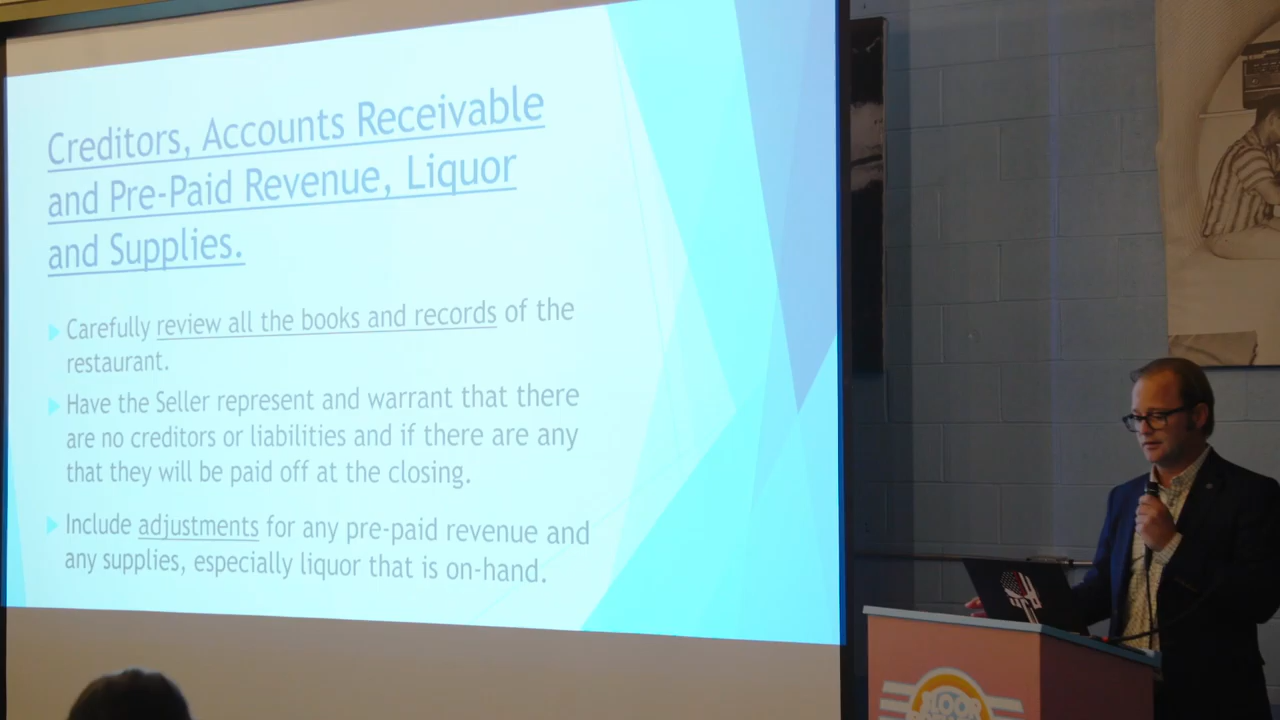 Creditors, Accounts Receivable
and Pre-Paid Revenue, Liquor
and Supplies.
Carefully review all the books and records of the
restaurant.
Have the Seller represent and warrant that there
are no creditors or liabilities and if there are any
that they will be paid off at the closing.
Include adjustments for any pre-paid revenue and
any supplies, especially liquor that is on-hand.